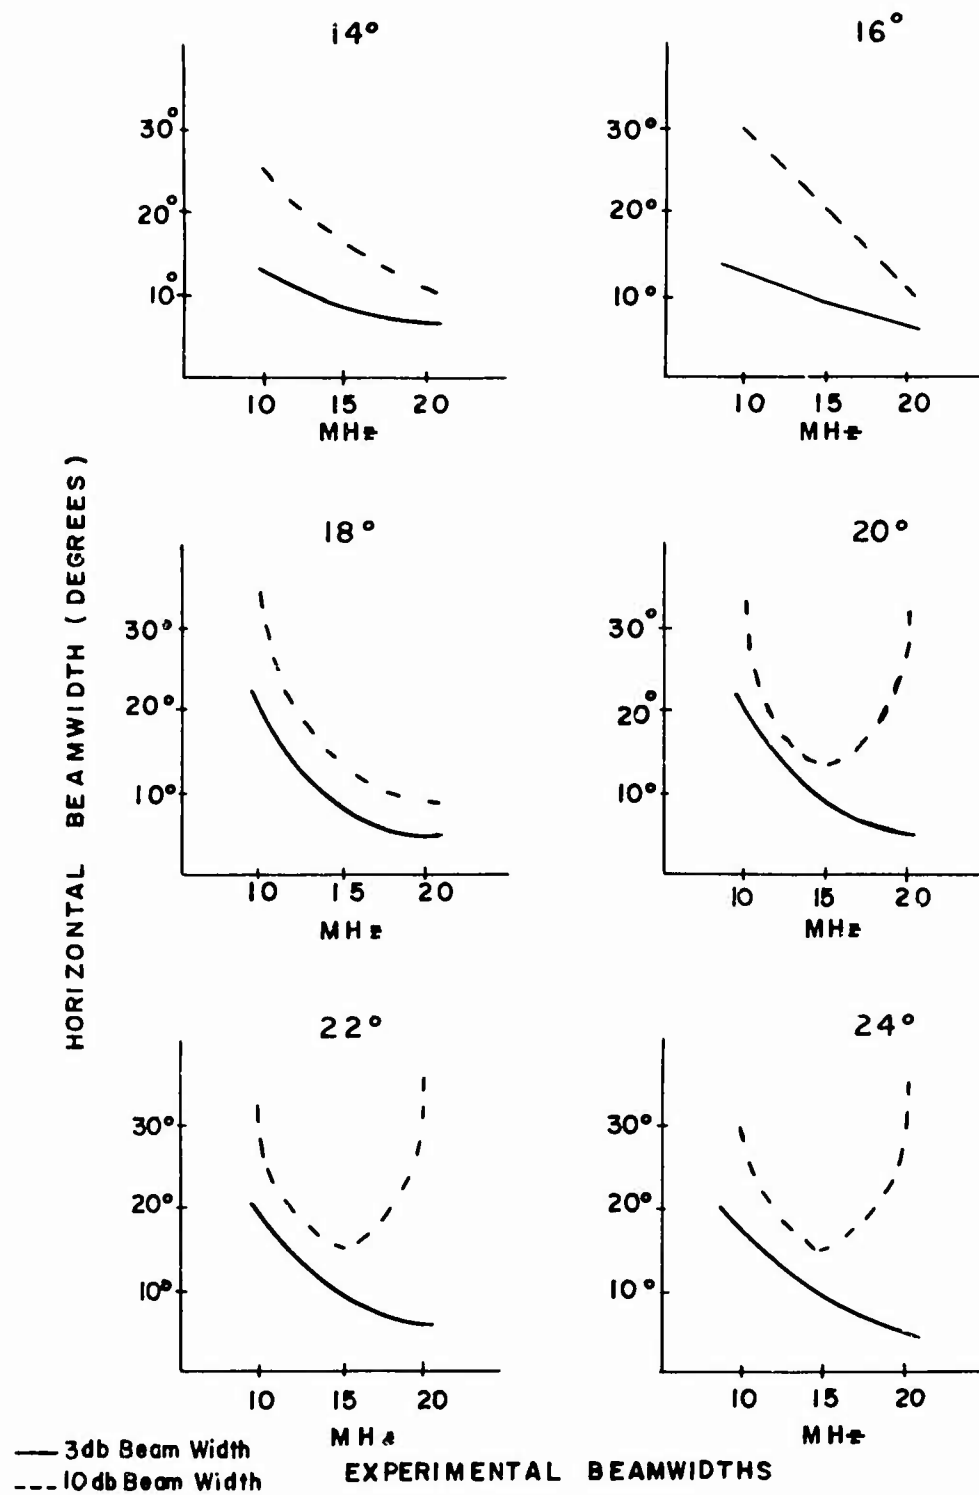 14°
16°
30°
20°
10°
10 15 20
MHz
30°
20°
10°
10 15 20
MHz
HORIZONTAL BEAMWIDTH (DEGREES)
18°
20°
30°
20°
10°
10 15 20
MHz
30°
20°
10°
10 15 20
MHz
22°
24°
30°
20°
10°
10 15 20
MHz
30°
20°
10°
10 15 20
MHz
3db Beam Width
10db Beam Width
EXPERIMENTAL BEAMWIDTHS